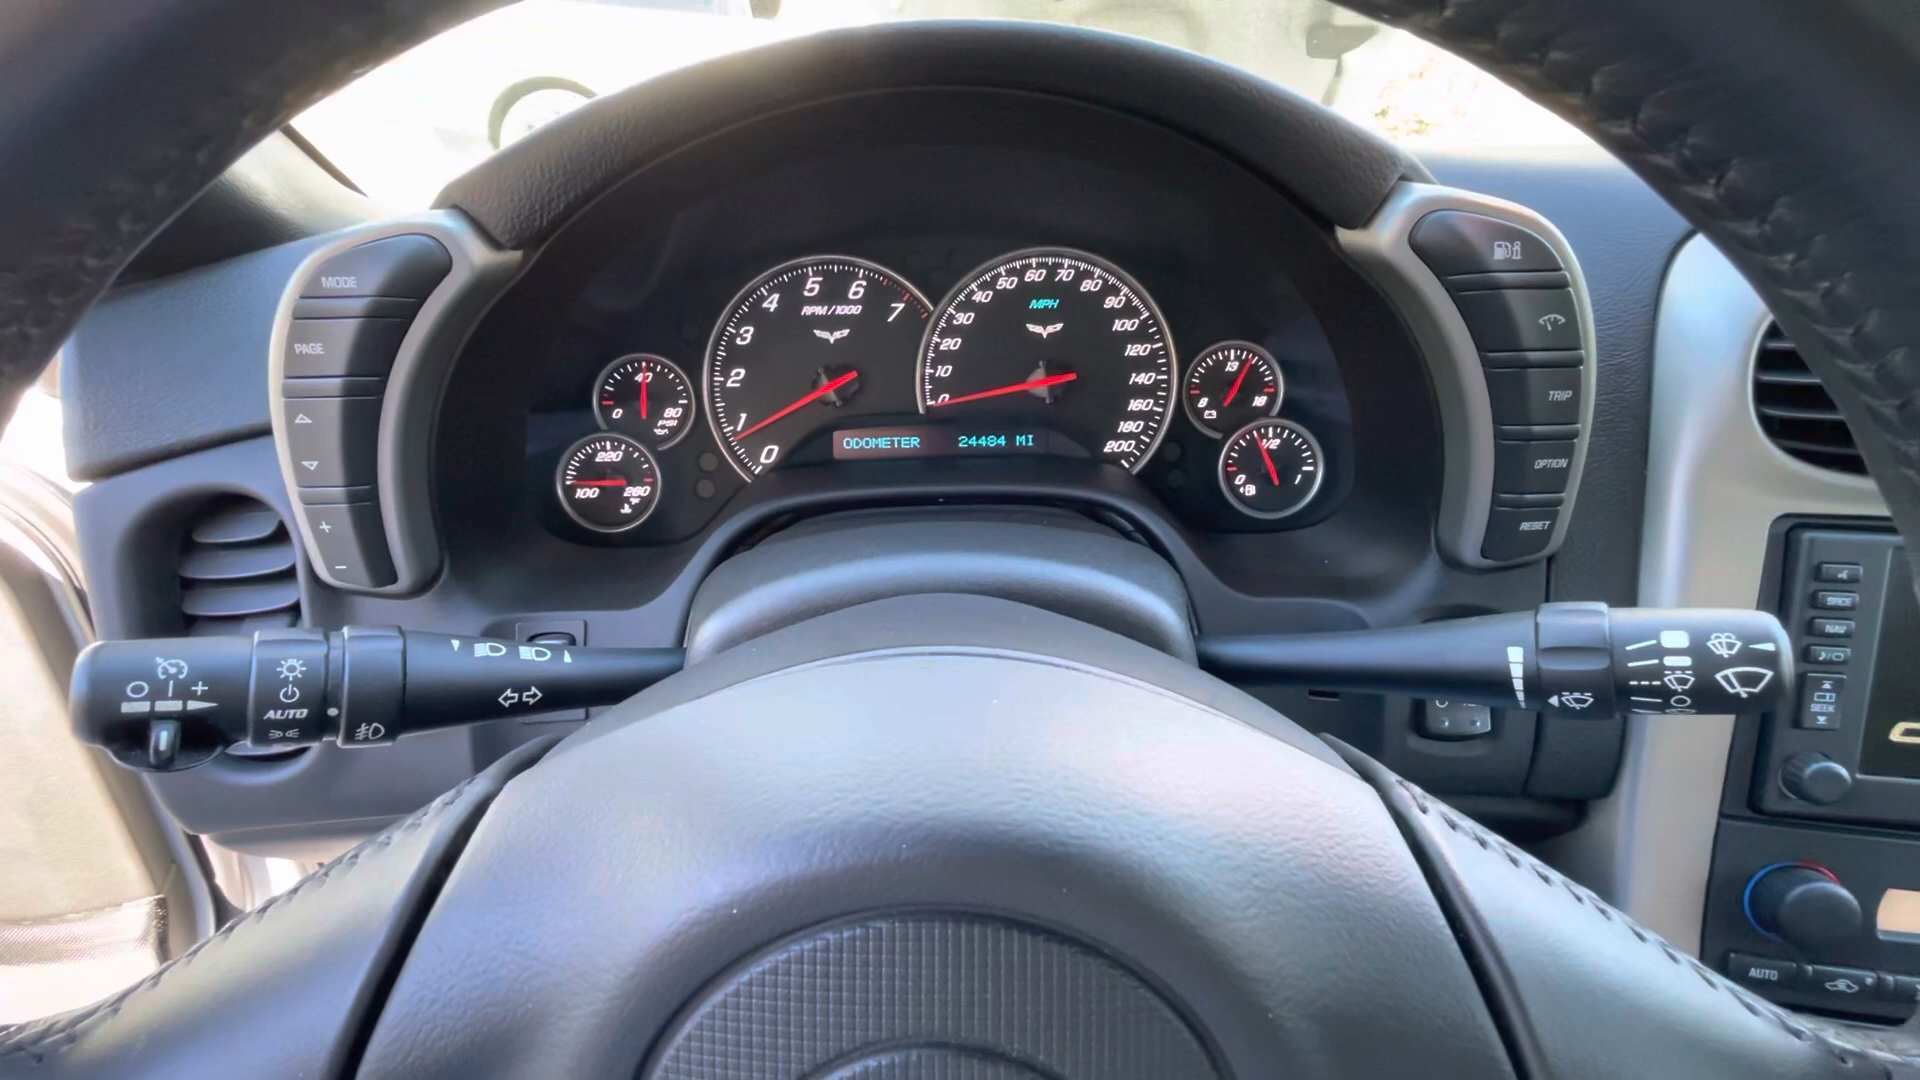 MODE
PAGE
+
-
40
0 80
PSI
220
100 260
°F
0 1 2 3 4 5 6 7
RPM/1000
0 10 20 30 40 50 60 70 80 90 100 120 140 160 180 200
MPH
ODOMETER 24484 MI
13
8 18
1/2
0 1
TRIP
OPTION
RESET
O I +
AUTO
SRCE
NAV
SEEK
AUTO